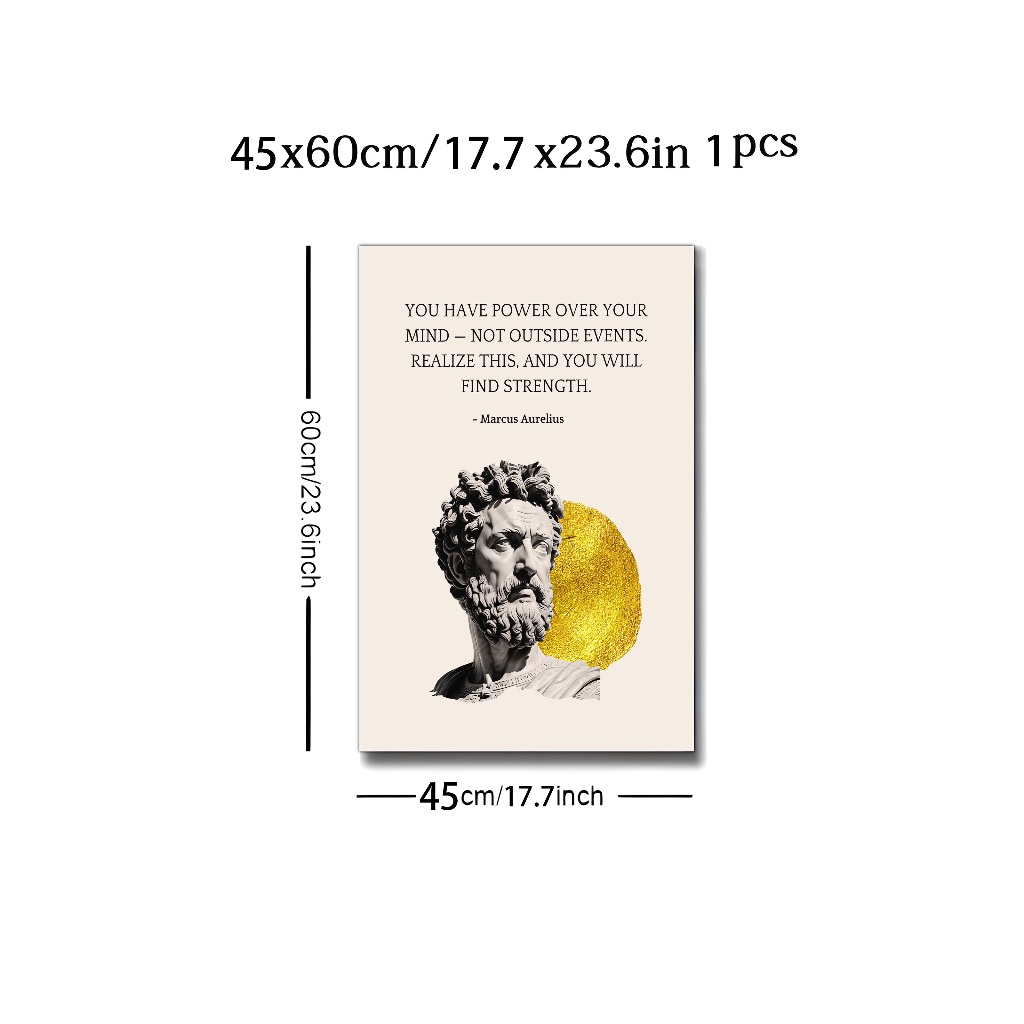 45x60cm/17.7 x23.6in 1pcs
YOU HAVE POWER OVER YOUR
MIND – NOT OUTSIDE EVENTS.
REALIZE THIS, AND YOU WILL
FIND STRENGTH.
- Marcus Aurelius
60cm/23.6inch
45cm/17.7inch